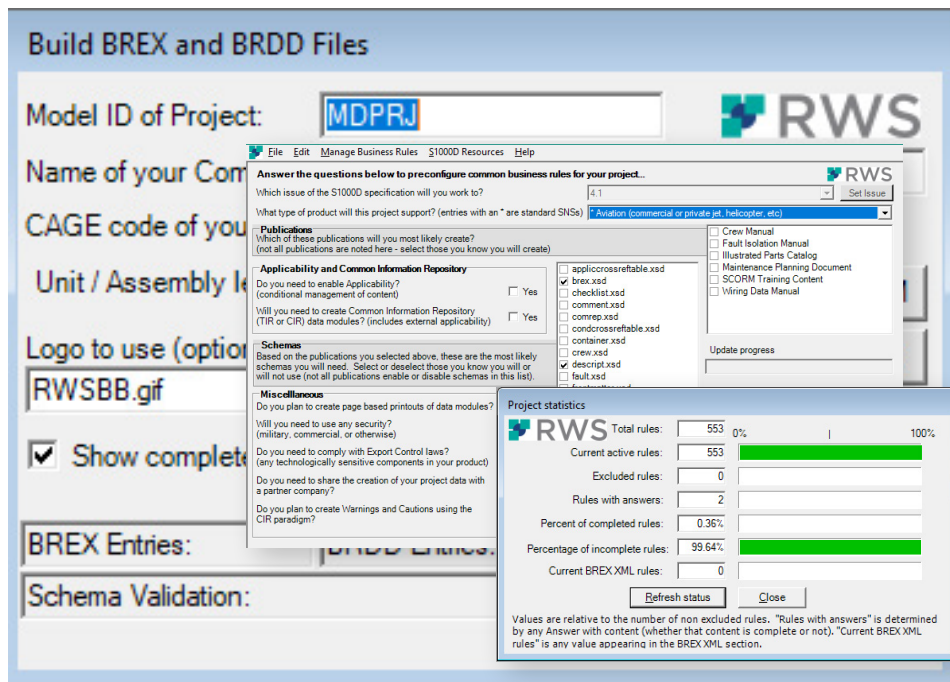 Build BREX and BRDD Files
Model ID of Project:
MDPRJ
RWS
Name of your Com
CAGE code of you
Unit / Assembly le
Logo to use (option
RWSBB.gif
Show complete
BREX Entries:
BRDD Entries:
Schema Validation:
File Edit Manage Business Rules S1000D Resources Help
Answer the questions below to preconfigure common business rules for your project...
RWS
Which issue of the S1000D specification will you work to?
4.1
Set Issue
What type of product will this project support? (entries with an * are standard SNSs)
* Aviation (commercial or private jet, helicopter, etc)
Publications
Which of these publications will you most likely create?
(not all publications are noted here - select those you know you will create)
Crew Manual
Fault Isolation Manual
Illustrated Parts Catalog
Maintenance Planning Document
SCORM Training Content
Wiring Data Manual
Applicability and Common Information Repository
Do you need to enable Applicability?
(conditional management of content)
Yes
Will you need to create Common Information Repository
(TIR or CIR) data modules? (includes external applicability)
Yes
appliccrossreftable.xsd
brex.xsd
checklist.xsd
comment.xsd
comrep.xsd
condcrossreftable.xsd
container.xsd
crew.xsd
descript.xsd
fault.xsd
Update progress
Schemas
Based on the publications you selected above, these are the most likely
schemas you will need. Select or deselect those you know you will or
will not use (not all publications enable or disable schemas in this list).
Miscelllaneous
Do you plan to create page based printouts of data modules?
Will you need to use any security?
(military, commercial, or otherwise)
Do you need to comply with Export Control laws?
(any technologically sensitive components in your product)
Do you need to share the creation of your project data with
a partner company?
Do you plan to create Warnings and Cautions using the
CIR paradigm?
Project statistics
RWS
Total rules: 553
0% | 100%
Current active rules: 553
Excluded rules: 0
Rules with answers: 2
Percent of completed rules: 0.36%
Percentage of incomplete rules: 99.64%
Current BREX XML rules: 0
Refresh status
Close
Values are relative to the number of non excluded rules. "Rules with answers" is determined
by any Answer with content (whether that content is complete or not). "Current BREX XML
rules" is any value appearing in the BREX XML section.